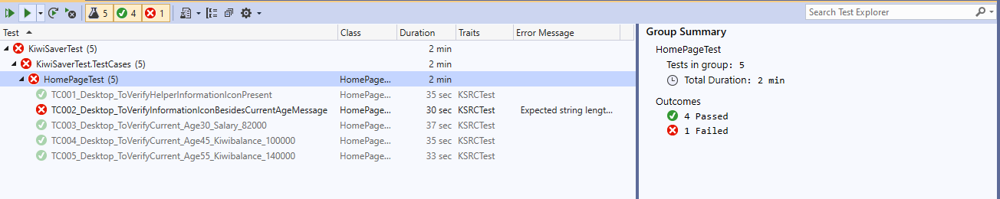 5 4 1 Search Test Explorer
Test Class Duration Traits Error Message
KiwiSaverTest (5) 2 min
KiwiSaverTest.TestCases (5) 2 min
HomePageTest (5) HomePage... 2 min
TC001_Desktop_ToVerifyHelperInformationIconPresent HomePage... 35 sec KSRCTest
TC002_Desktop_ToVerifyInformationIconBesidesCurrentAgeMessage HomePage... 30 sec KSRCTest Expected string lengt...
TC003_Desktop_ToVerifyCurrent_Age30_Salary_82000 HomePage... 37 sec KSRCTest
TC004_Desktop_ToVerifyCurrent_Age45_Kiwibalance_100000 HomePage... 35 sec KSRCTest
TC005_Desktop_ToVerifyCurrent_Age55_Kiwibalance_140000 HomePage... 33 sec KSRCTest
Group Summary
HomePageTest
Tests in group: 5
Total Duration: 2 min
Outcomes
4 Passed
1 Failed